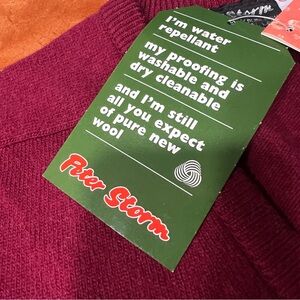 I'm water
repellant
my proofing is
washable and
dry cleanable
and I'm still
all you expect
of pure new
wool
Peter Storm
Storm